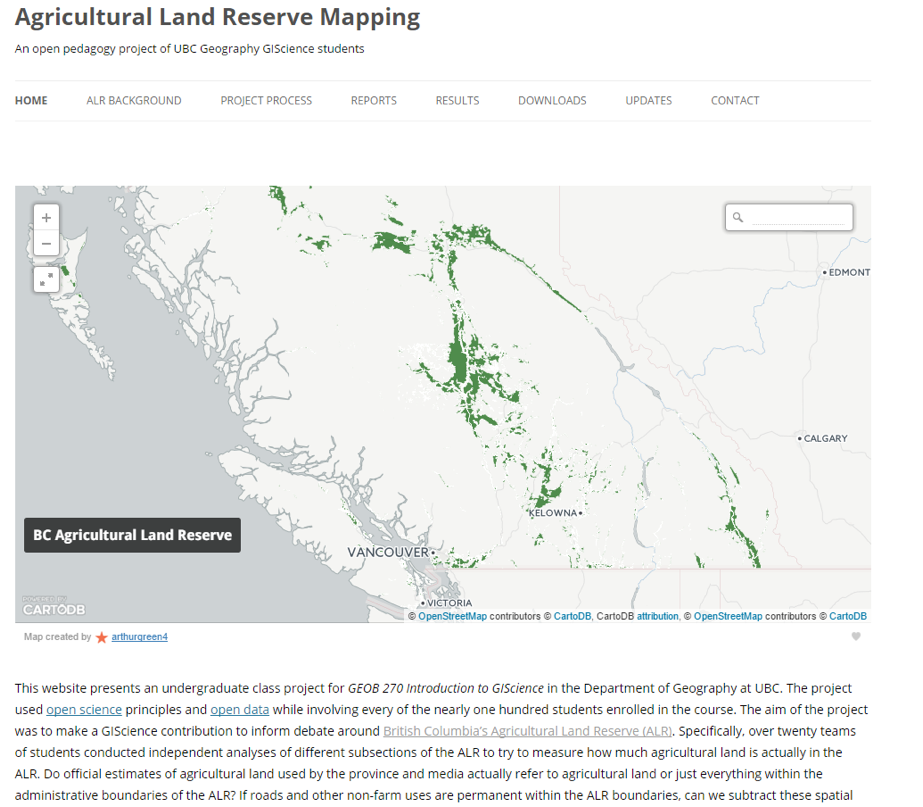 Agricultural Land Reserve Mapping
An open pedagogy project of UBC Geography GIScience students
HOME ALR BACKGROUND PROJECT PROCESS REPORTS RESULTS DOWNLOADS UPDATES CONTACT
+
−
EDMONT
CALGARY
KELOWNA
BC Agricultural Land Reserve
VANCOUVER
POWERED BY
CARTODB
VICTORIA
© OpenStreetMap contributors © CartoDB, CartoDB attribution, © OpenStreetMap contributors © CartoDB
Map created by arthurgreen4
This website presents an undergraduate class project for GEOB 270 Introduction to GIScience in the Department of Geography at UBC. The project
used open science principles and open data while involving every of the nearly one hundred students enrolled in the course. The aim of the project
was to make a GIScience contribution to inform debate around British Columbia's Agricultural Land Reserve (ALR). Specifically, over twenty teams
of students conducted independent analyses of different subsections of the ALR to try to measure how much agricultural land is actually in the
ALR. Do official estimates of agricultural land used by the province and media actually refer to agricultural land or just everything within the
administrative boundaries of the ALR? If roads and other non-farm uses are permanent within the ALR boundaries, can we subtract these spatial